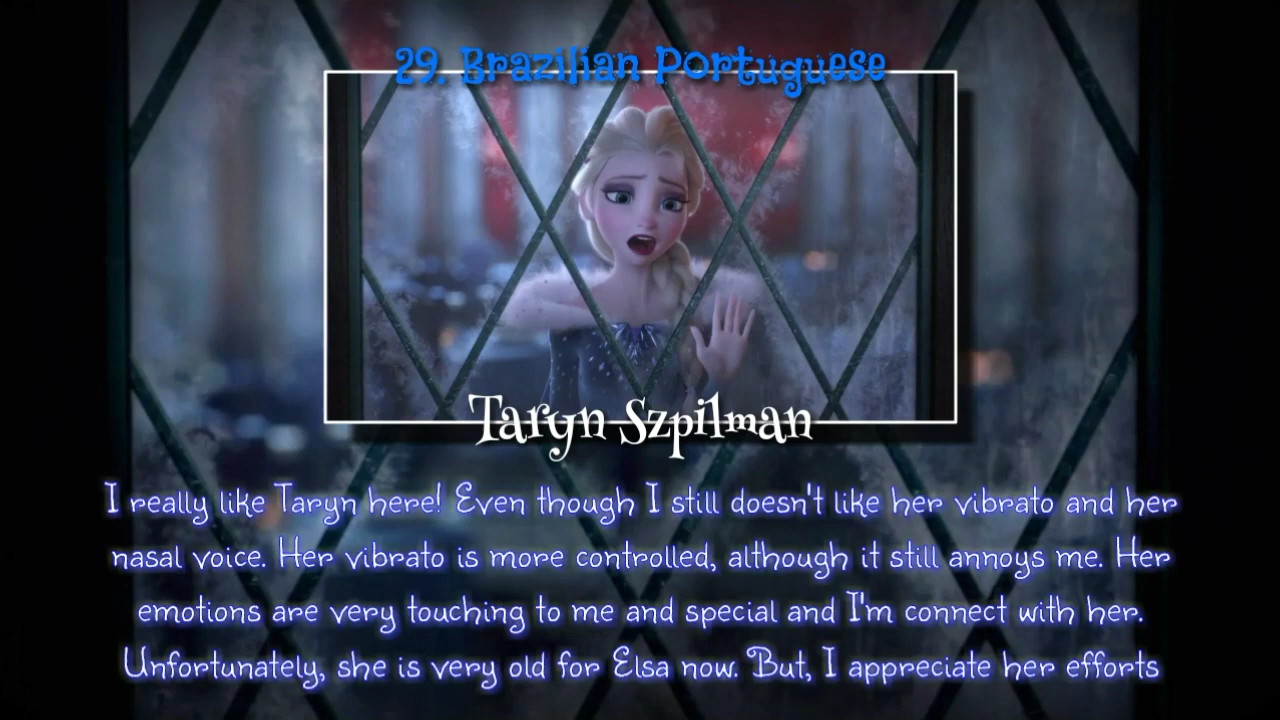 29. Brazilian Portuguese
Taryn Szpilman
I really like Taryn here! Even though I still doesn't like her vibrato and her
nasal voice. Her vibrato is more controlled, although it still annoys me. Her
emotions are very touching to me and special and I'm connect with her.
Unfortunately, she is very old for Elsa now. But, I appreciate her efforts